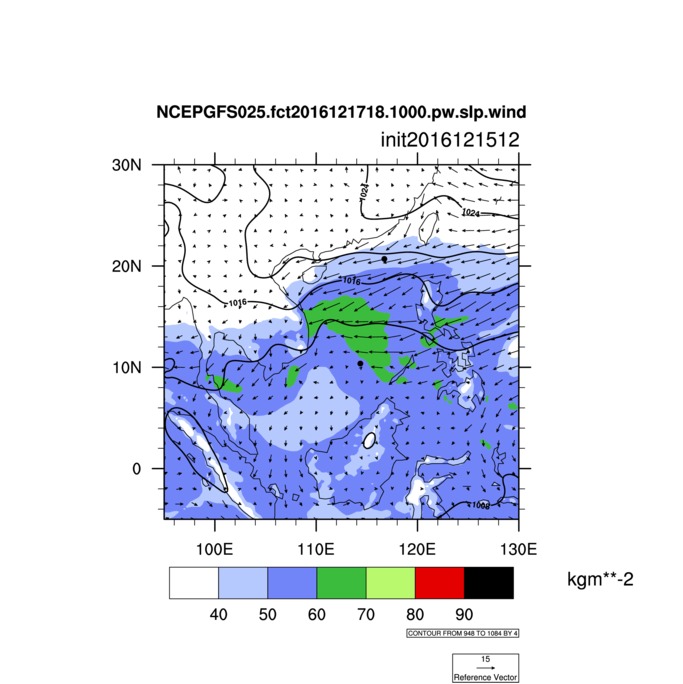 NCEPGFS025.fct2016121718.1000.pw.slp.wind
init2016121512
30N
1024
1024
20N
1016
1016
10N
0
1008
100E 110E 120E 130E
kgm**-2
40 50 60 70 80 90
CONTOUR FROM 948 TO 1084 BY 4
15
Reference Vector